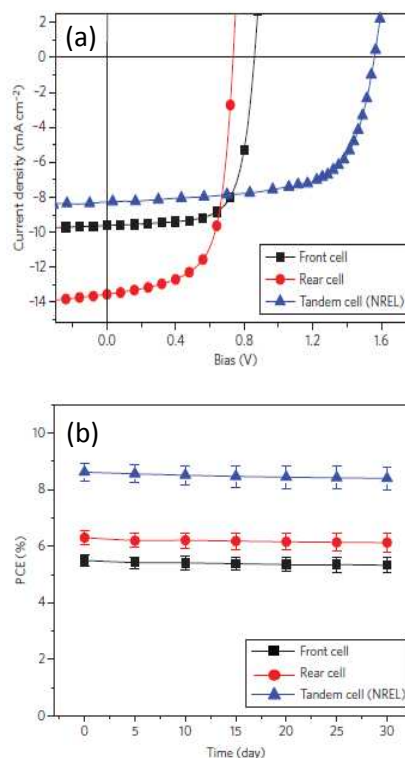 (a)
2
0
-2
-4
-6
-8
-10
-12
-14
Current density (mA cm⁻²)
0.0 0.4 0.8 1.2 1.6
Bias (V)
Front cell
Rear cell
Tandem cell (NREL)
(b)
10
8
6
4
2
0
PCE (%)
0 5 10 15 20 25 30
Time (day)
Front cell
Rear cell
Tandem cell (NREL)